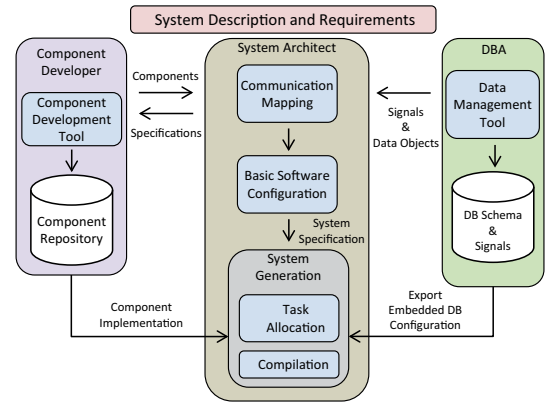 System Description and Requirements
Component
Developer
Component
Development
Tool
Component
Repository
Components
Specifications
System Architect
Communication
Mapping
Basic Software
Configuration
System
Specification
System
Generation
Task
Allocation
Compilation
Signals
&
Data Objects
DBA
Data
Management
Tool
DB Schema
&
Signals
Component
Implementation
Export
Embedded DB
Configuration